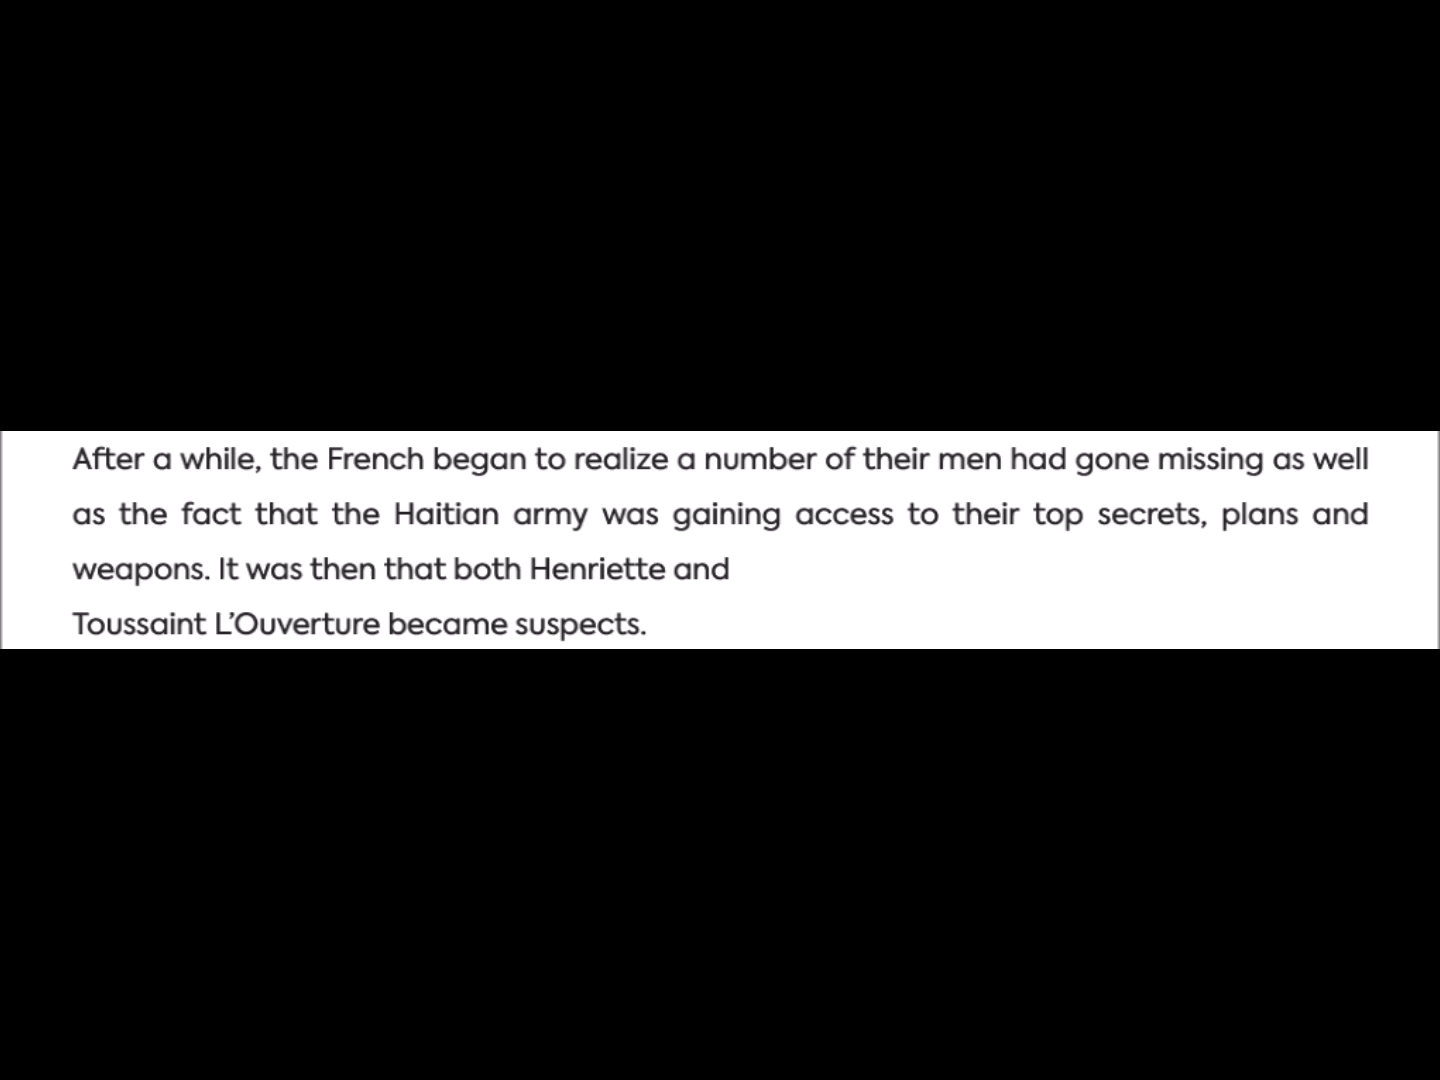 After a while, the French began to realize a number of their men had gone missing as well
as the fact that the Haitian army was gaining access to their top secrets, plans and
weapons. It was then that both Henriette and
Toussaint L’Ouverture became suspects.